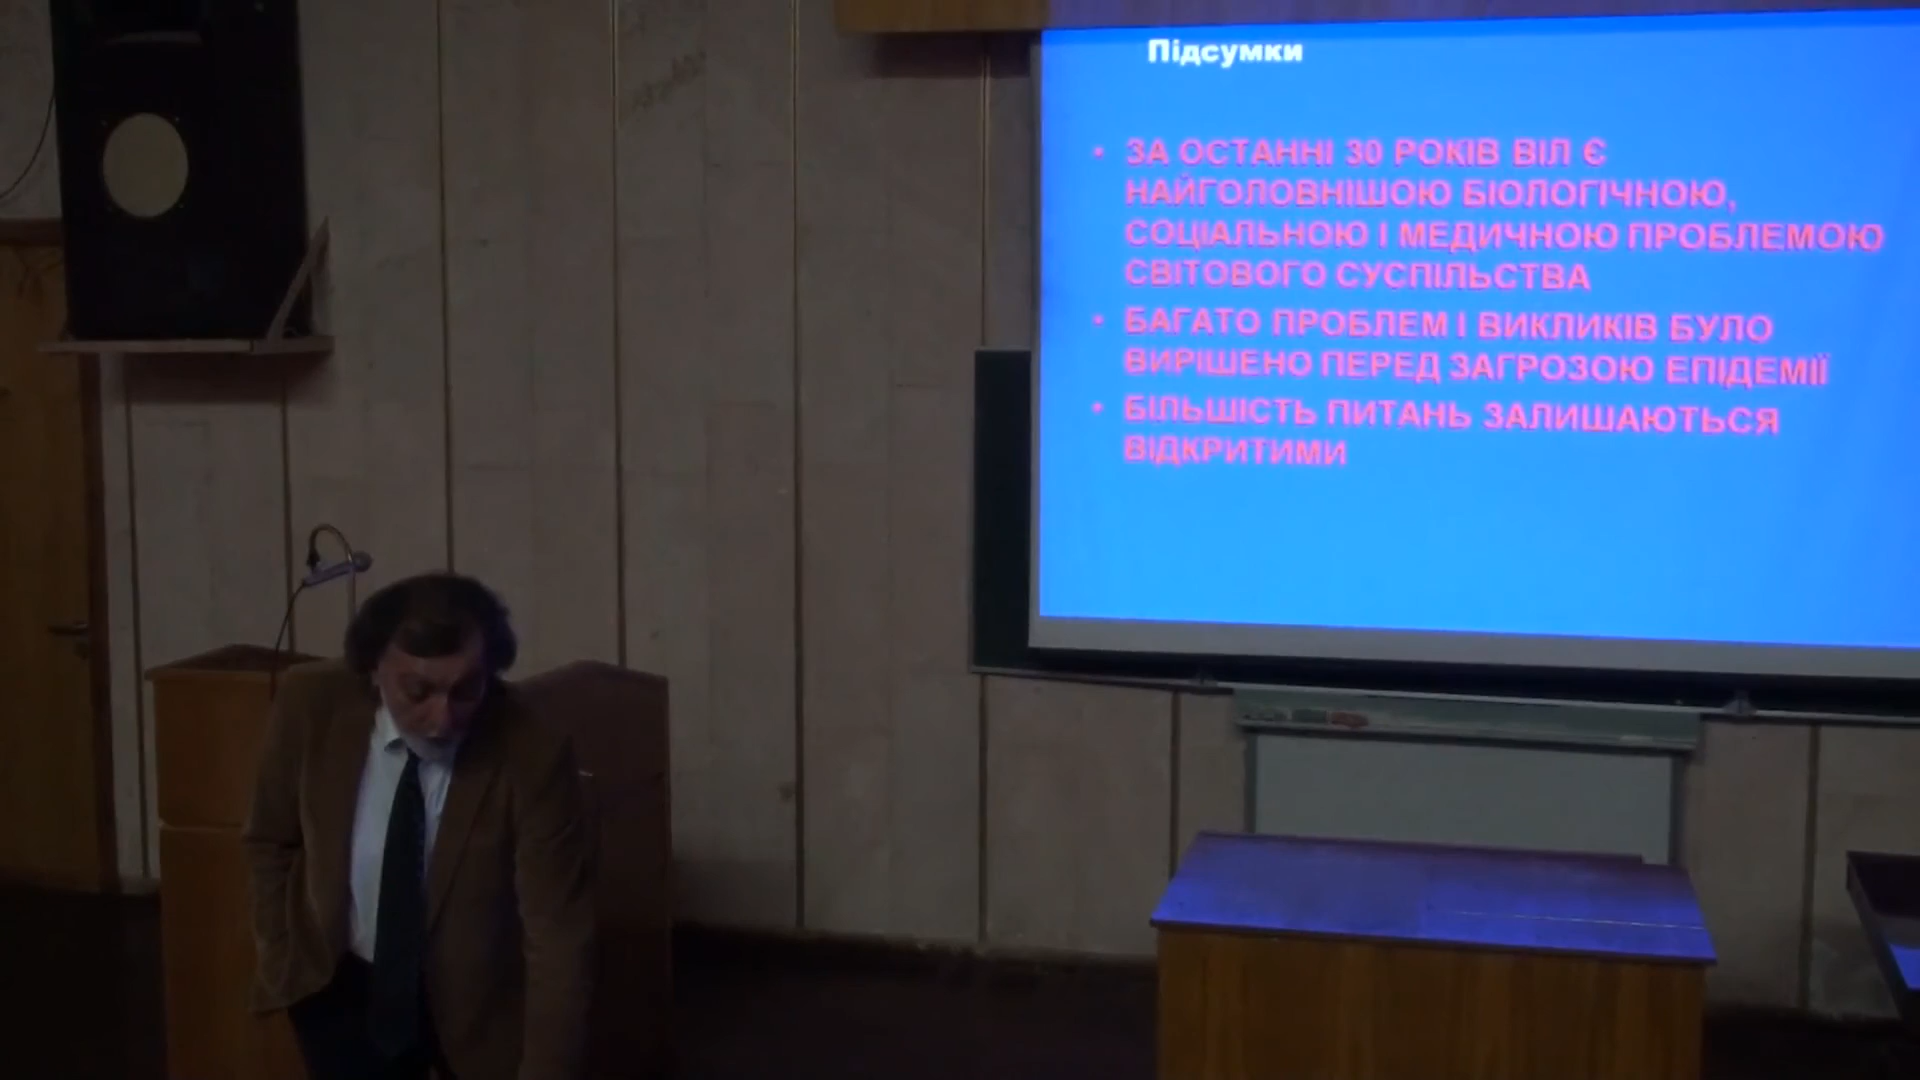 Підсумки
• ЗА ОСТАННІ 30 РОКІВ ВІЛ Є
НАЙГОЛОВНІШОЮ БІОЛОГІЧНОЮ,
СОЦІАЛЬНОЮ І МЕДИЧНОЮ ПРОБЛЕМОЮ
СВІТОВОГО СУСПІЛЬСТВА
• БАГАТО ПРОБЛЕМ І ВИКЛИКІВ БУЛО
ВИРІШЕНО ПЕРЕД ЗАГРОЗОЮ ЕПІДЕМІЇ
• БІЛЬШІСТЬ ПИТАНЬ ЗАЛИШАЮТЬСЯ
ВІДКРИТИМИ